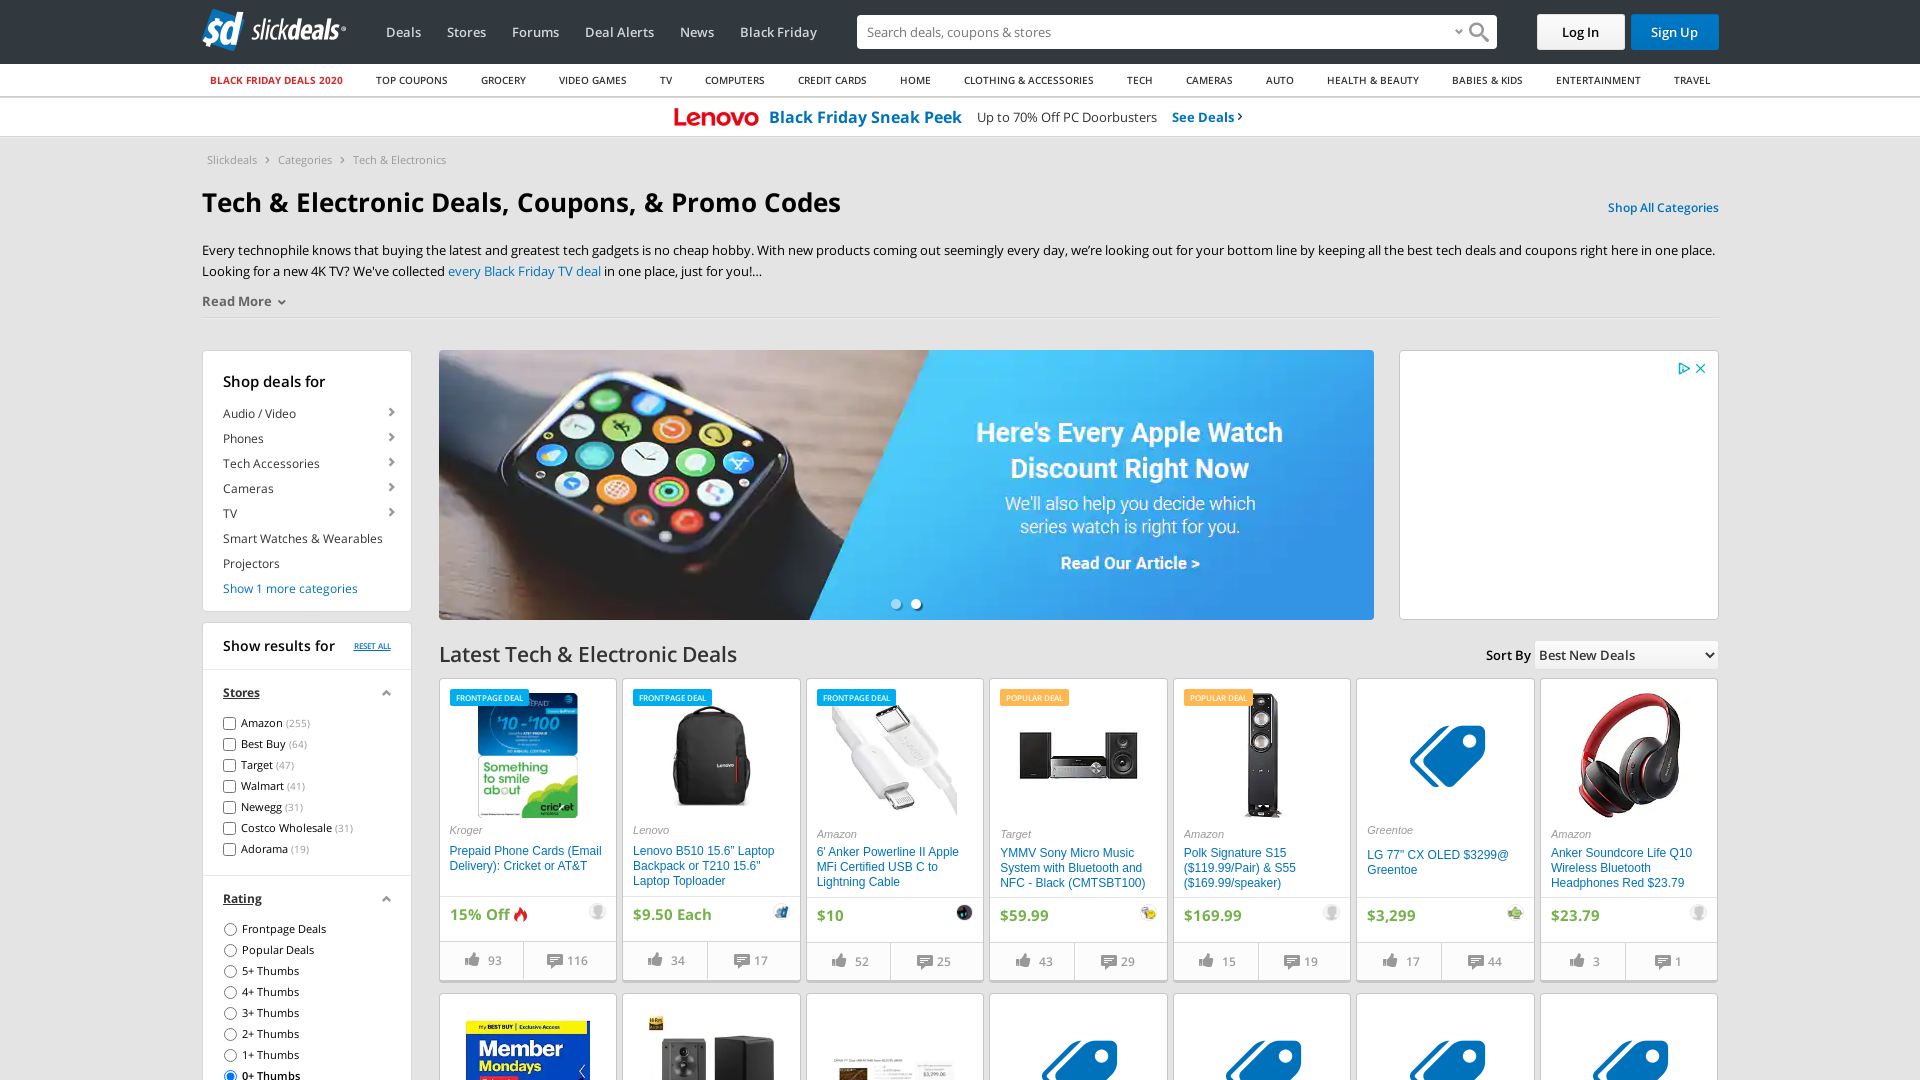 slickdeals
Deals
Stores
Forums
Deal Alerts
News
Black Friday
Search deals, coupons & stores
Log In
Sign Up
BLACK FRIDAY DEALS 2020
TOP COUPONS
GROCERY
VIDEO GAMES
TV
COMPUTERS
CREDIT CARDS
HOME
CLOTHING & ACCESSORIES
TECH
CAMERAS
AUTO
HEALTH & BEAUTY
BABIES & KIDS
ENTERTAINMENT
TRAVEL
Lenovo Black Friday Sneak Peek Up to 70% Off PC Doorbusters See Deals
Slickdeals > Categories > Tech & Electronics
Tech & Electronic Deals, Coupons, & Promo Codes
Shop All Categories
Every technophile knows that buying the latest and greatest tech gadgets is no cheap hobby. With new products coming out seemingly every day, we’re looking out for your bottom line by keeping all the best tech deals and coupons right here in one place.
Looking for a new 4K TV? We've collected every Black Friday TV deal in one place, just for you!…
Read More
Shop deals for
Audio / Video
Phones
Tech Accessories
Cameras
TV
Smart Watches & Wearables
Projectors
Show 1 more categories
Show results for
RESET ALL
Stores
Amazon (255)
Best Buy (64)
Target (47)
Walmart (41)
Newegg (31)
Costco Wholesale (31)
Adorama (19)
Rating
Frontpage Deals
Popular Deals
5+ Thumbs
4+ Thumbs
3+ Thumbs
2+ Thumbs
1+ Thumbs
0+ Thumbs
Here's Every Apple Watch
Discount Right Now
We'll also help you decide which
series watch is right for you.
Read Our Article >
Latest Tech & Electronic Deals
Sort By
Best New Deals
FRONTPAGE DEAL
$10 - $100
Something
to smile
about
cricket
Kroger
Prepaid Phone Cards (Email
Delivery): Cricket or AT&T
15% Off
93
116
FRONTPAGE DEAL
Lenovo
Lenovo
Lenovo B510 15.6” Laptop
Backpack or T210 15.6"
Laptop Toploader
$9.50 Each
34
17
FRONTPAGE DEAL
Amazon
6' Anker Powerline II Apple
MFi Certified USB C to
Lightning Cable
$10
52
25
POPULAR DEAL
Target
YMMV Sony Micro Music
System with Bluetooth and
NFC - Black (CMTSBT100)
$59.99
43
29
POPULAR DEAL
Amazon
Polk Signature S15
($119.99/Pair) & S55
($169.99/speaker)
$169.99
15
19
Greentoe
LG 77" CX OLED $3299@
Greentoe
$3,299
17
44
Amazon
Anker Soundcore Life Q10
Wireless Bluetooth
Headphones Red $23.79
$23.79
3
1
My BEST BUY | Exclusive Access
Member
Mondays